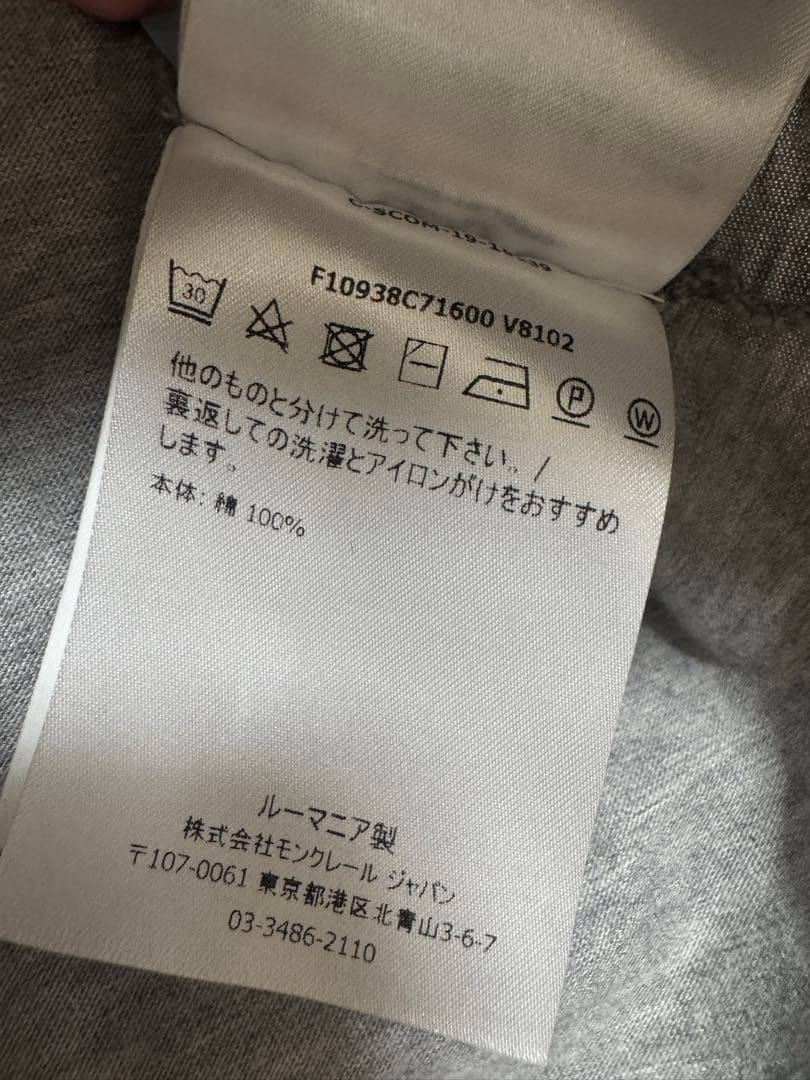 F10938C71600 V8102
30
P
W
他のものと分けて洗って下さい。/
裏返しての洗濯とアイロンがけをおすすめ
します。
本体: 綿 100%
ルーマニア製
株式会社モンクレール ジャパン
〒107-0061 東京都港区北青山3-6-7
03-3486-2110